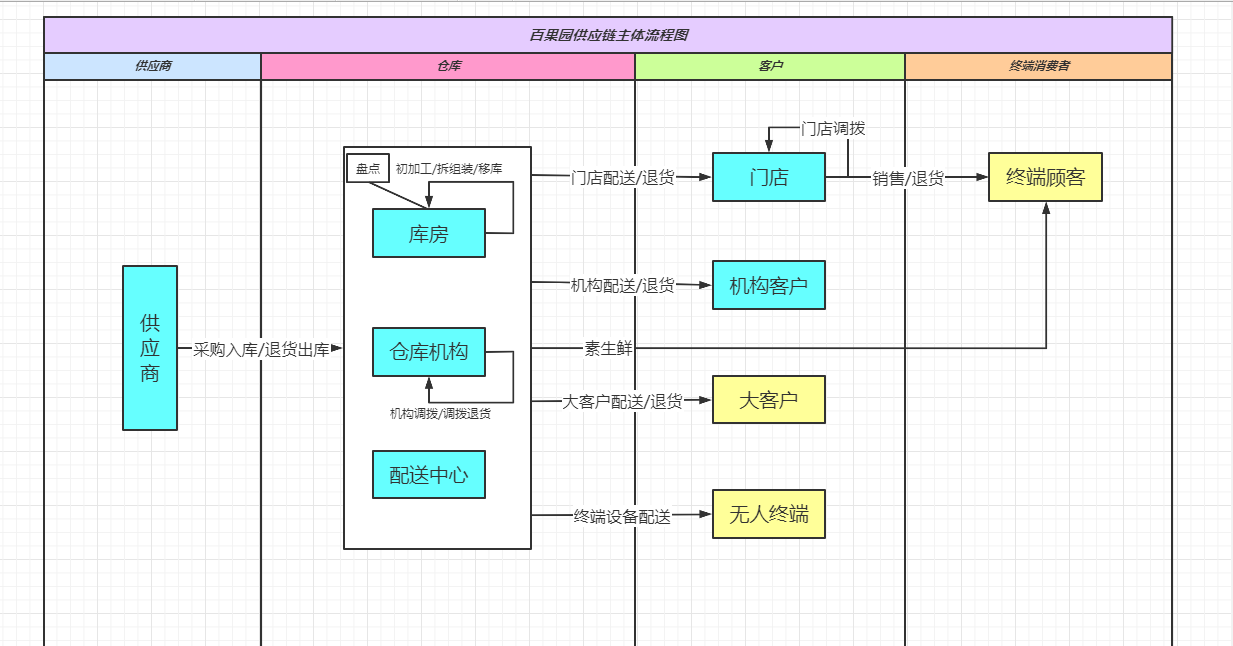 百果园供应链主体流程图
供应商
仓库
客户
终端消费者
门店调拨
盘点
初加工/拆组装/移库
门店配送/退货
门店
销售/退货
终端顾客
库房
机构配送/退货
机构客户
供
应
商
采购入库/退货出库
仓库机构
素生鲜
机构调拨/调拨退货
大客户配送/退货
大客户
配送中心
终端设备配送
无人终端